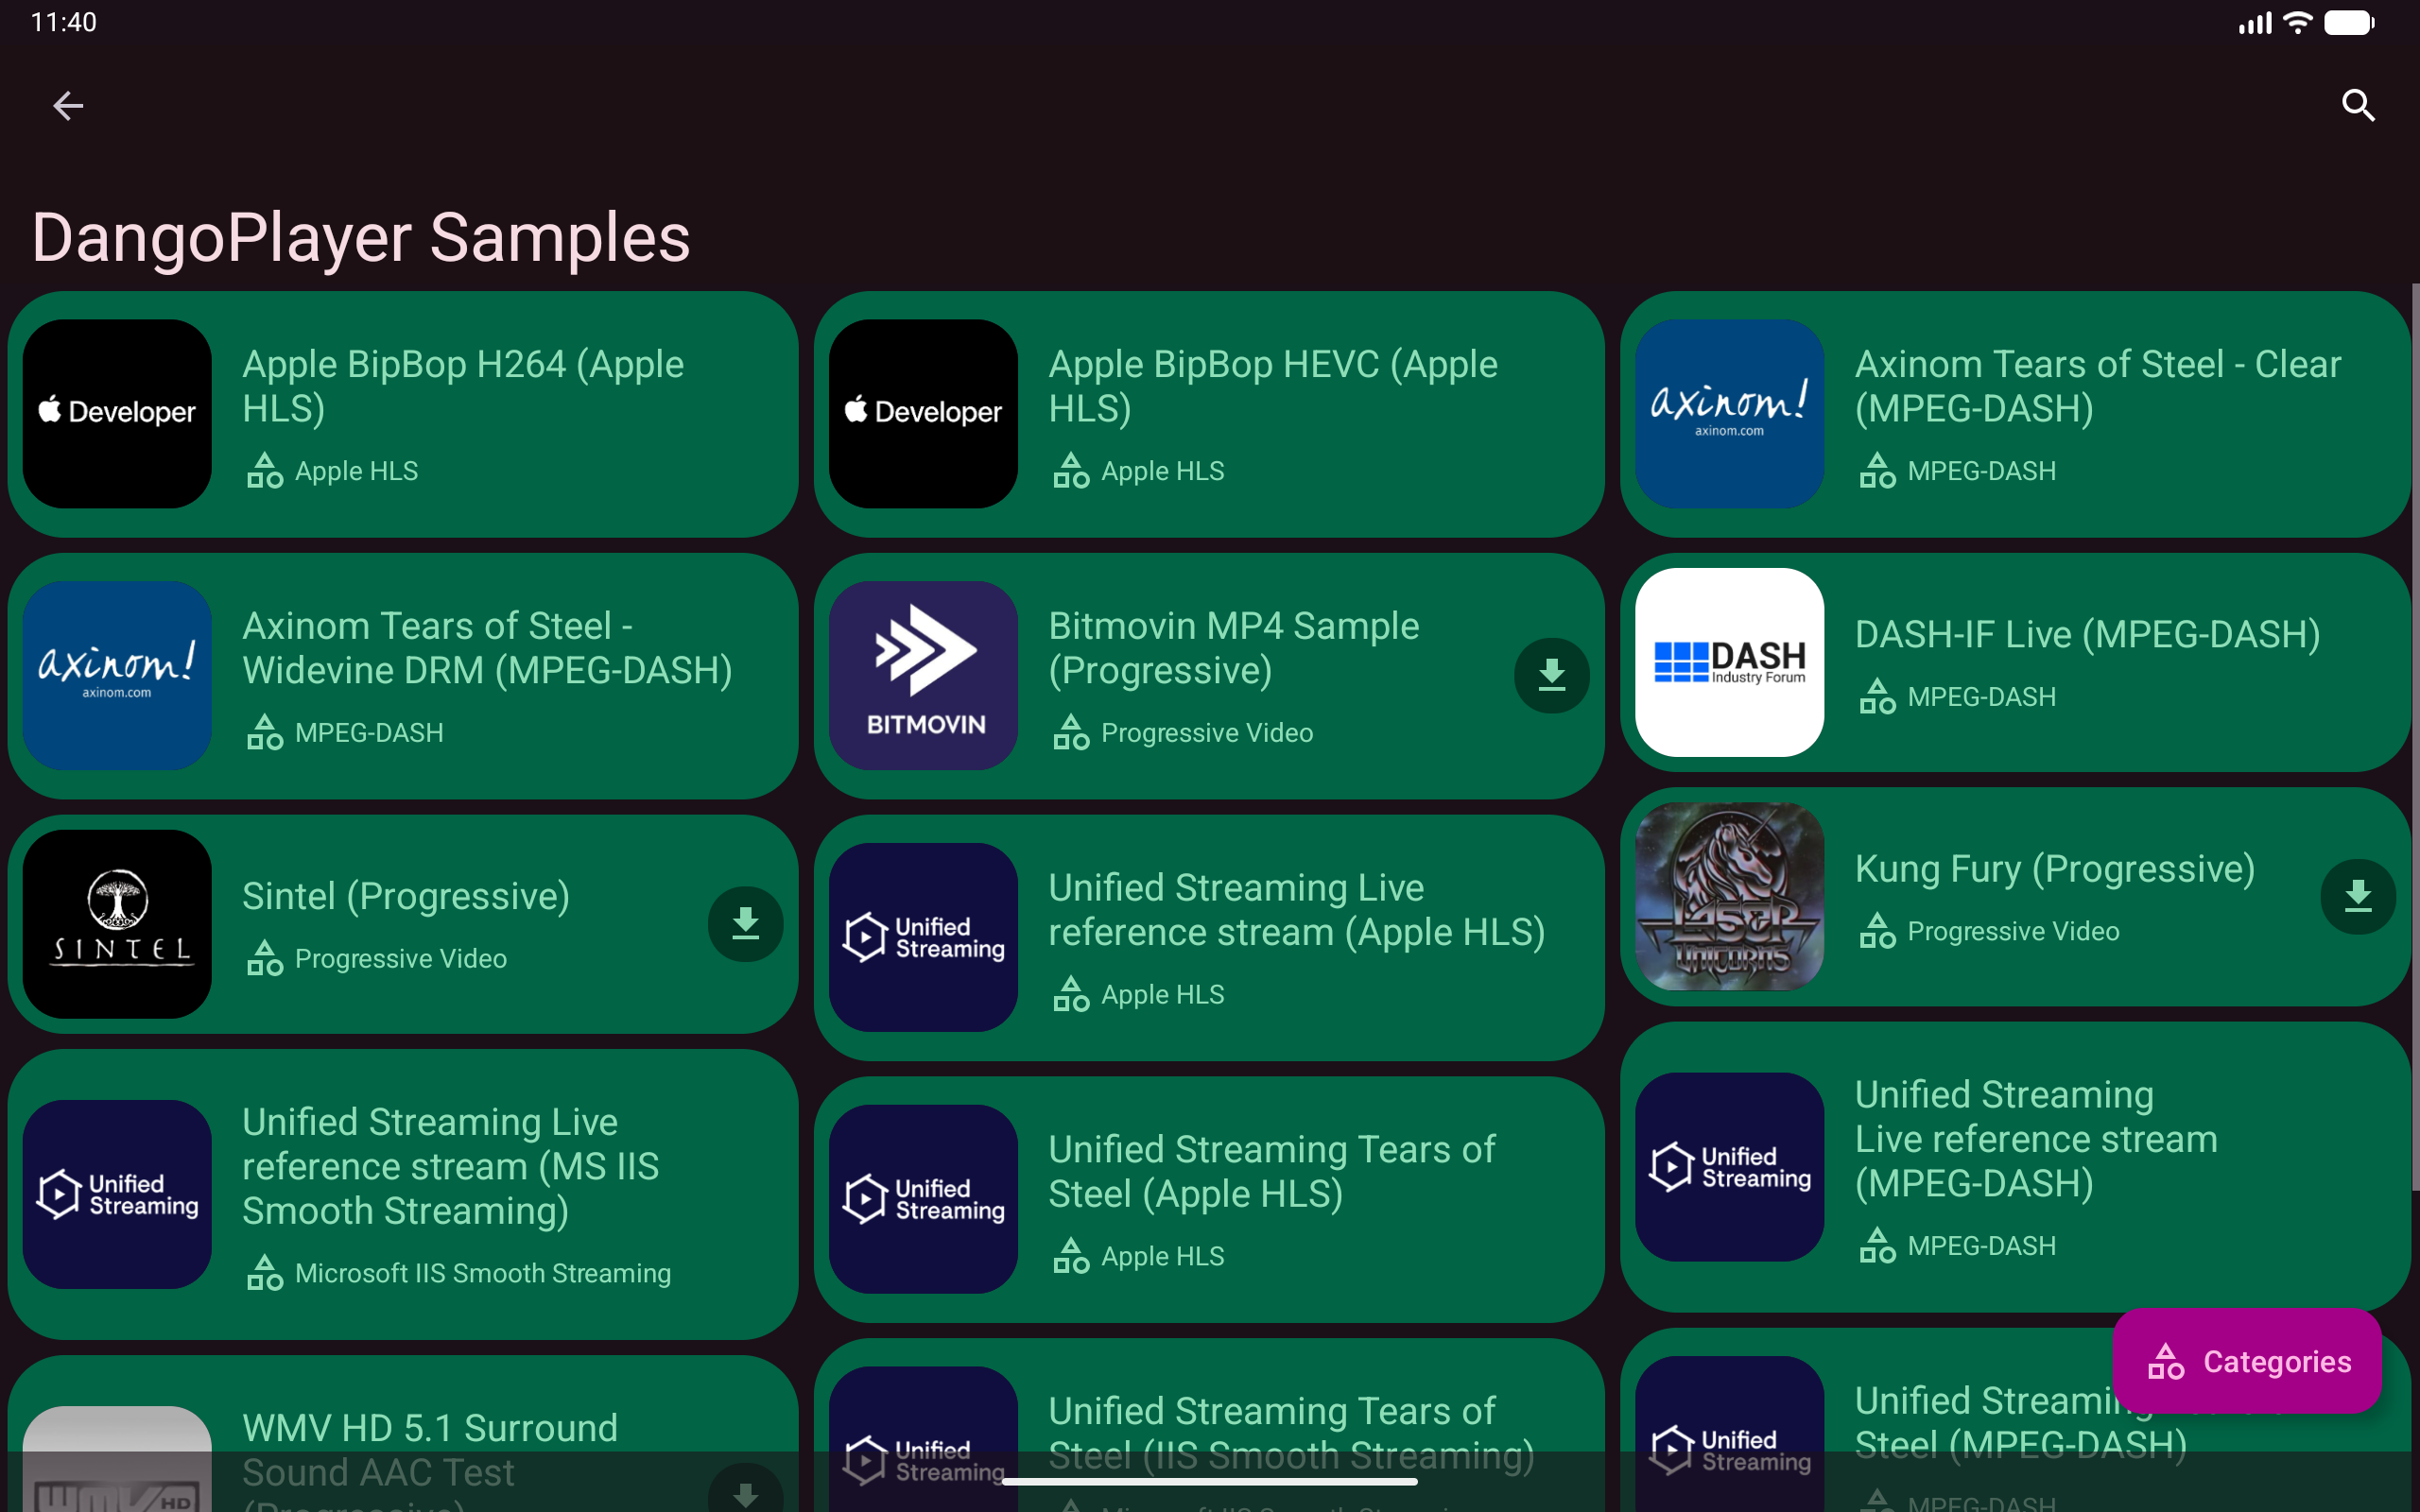 11:40
DangoPlayer Samples
Developer
Apple BipBop H264 (Apple
HLS)
Apple HLS
Developer
Apple BipBop HEVC (Apple
HLS)
Apple HLS
axinom!
axinom.com
Axinom Tears of Steel - Clear
(MPEG-DASH)
MPEG-DASH
axinom!
axinom.com
Axinom Tears of Steel -
Widevine DRM (MPEG-DASH)
MPEG-DASH
BITMOVIN
Bitmovin MP4 Sample
(Progressive)
Progressive Video
DASH
Industry Forum
DASH-IF Live (MPEG-DASH)
MPEG-DASH
SINTEL
Sintel (Progressive)
Progressive Video
Unified
Streaming
Unified Streaming Live
reference stream (Apple HLS)
Apple HLS
LASER
UNICORNS
Kung Fury (Progressive)
Progressive Video
Unified
Streaming
Unified Streaming Live
reference stream (MS IIS
Smooth Streaming)
Microsoft IIS Smooth Streaming
Unified
Streaming
Unified Streaming Tears of
Steel (Apple HLS)
Apple HLS
Unified
Streaming
Unified Streaming
Live reference stream
(MPEG-DASH)
MPEG-DASH
Categories
WMV HD
WMV HD 5.1 Surround
Sound AAC Test
(Progressive)
Unified
Streaming
Unified Streaming Tears of
Steel (IIS Smooth Streaming)
Unified
Streaming
Unified
Steel (MPEG-DASH)
MPEG-DASH